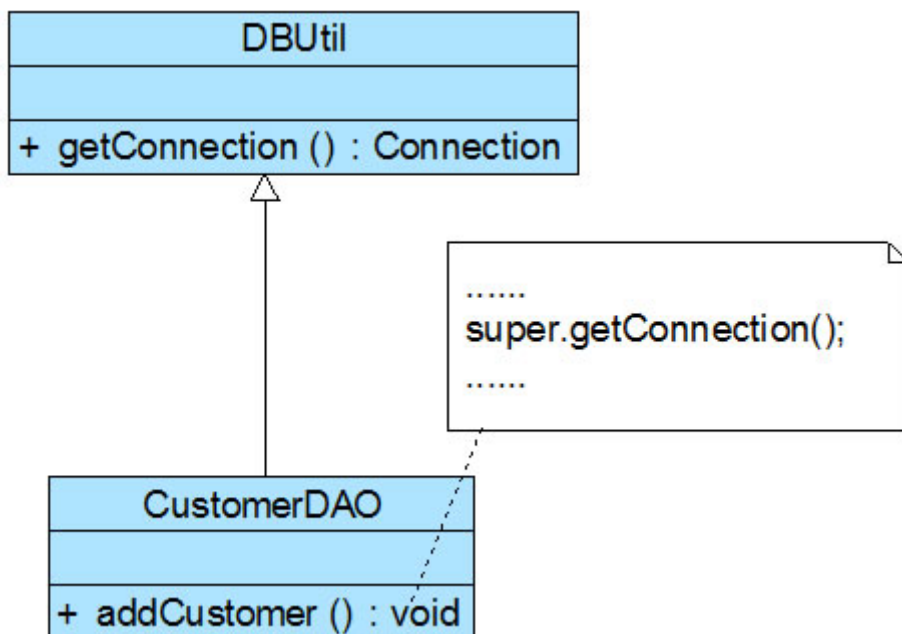 DBUtil
+ getConnection () : Connection
......
super.getConnection();
......
CustomerDAO
+ addCustomer () : void